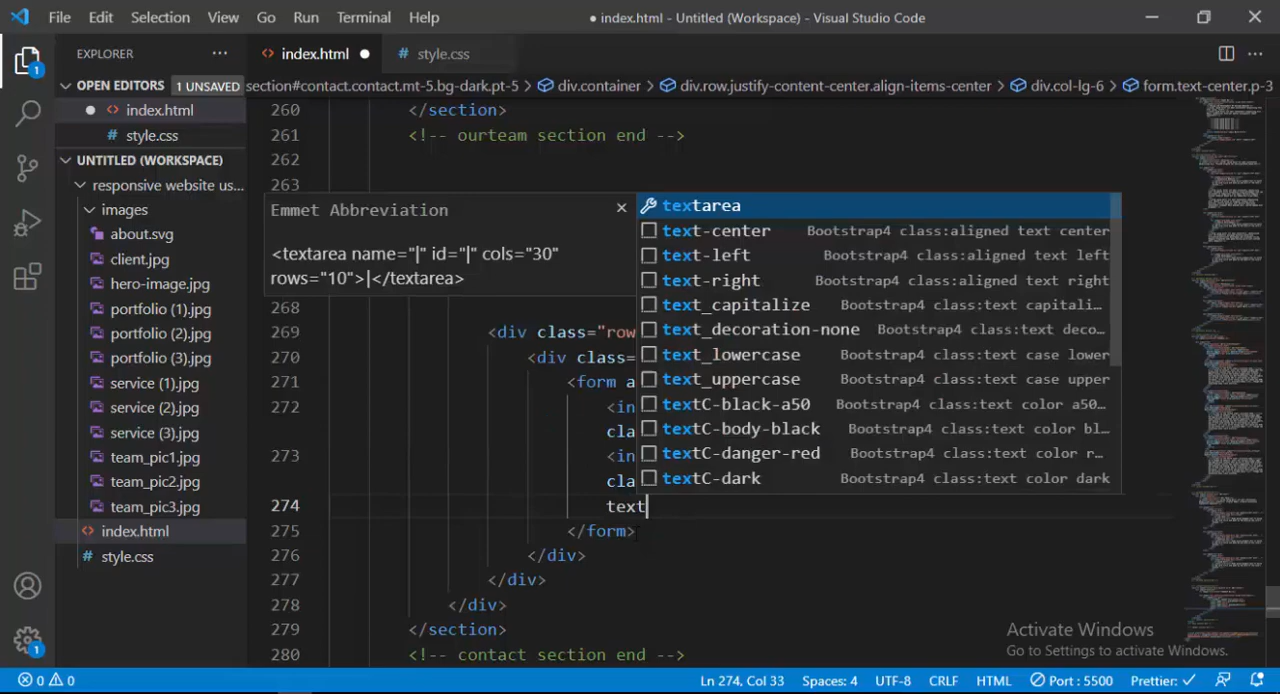 File Edit Selection View Go Run Terminal Help
● index.html - Untitled (Workspace) - Visual Studio Code
EXPLORER ···
index.html ●
# style.css
OPEN EDITORS 1 UNSAVED
section#contact.contact.mt-5.bg-dark.pt-5 > div.container > div.row.justify-content-center.align-items-center > div.col-lg-6 > form.text-center.p-3
● index.html
# style.css
UNTITLED (WORKSPACE)
responsive website us...
images
about.svg
client.jpg
hero-image.jpg
portfolio (1).jpg
portfolio (2).jpg
portfolio (3).jpg
service (1).jpg
service (2).jpg
service (3).jpg
team_pic1.jpg
team_pic2.jpg
team_pic3.jpg
<> index.html
# style.css
1
1
260 </section>
261 <!-- ourteam section end -->
262
263
Emmet Abbreviation ×
<textarea name="|" id="|" cols="30"
rows="10">|</textarea>
textarea
text-center Bootstrap4 class:aligned text center
text-left Bootstrap4 class:aligned text left
text-right Bootstrap4 class:aligned text right
text_capitalize Bootstrap4 class:text capitali...
text_decoration-none Bootstrap4 class:text deco...
text_lowercase Bootstrap4 class:text case lower
text_uppercase Bootstrap4 class:text case upper
textC-black-a50 Bootstrap4 class:text color a50...
textC-body-black Bootstrap4 class:text color bl...
textC-danger-red Bootstrap4 class:text color r...
textC-dark Bootstrap4 class:text color dark
268
269 <div class="row
270 <div class=
271 <form a
272 <in
cla
273 <in
cla
274 text
275 </form>
276 </div>
277 </div>
278 </div>
279 </section>
280 <!-- contact section end -->
Activate Windows
Go to Settings to activate Windows.
0 0 Ln 274, Col 33 Spaces: 4 UTF-8 CRLF HTML Port : 5500 Prettier: ✓